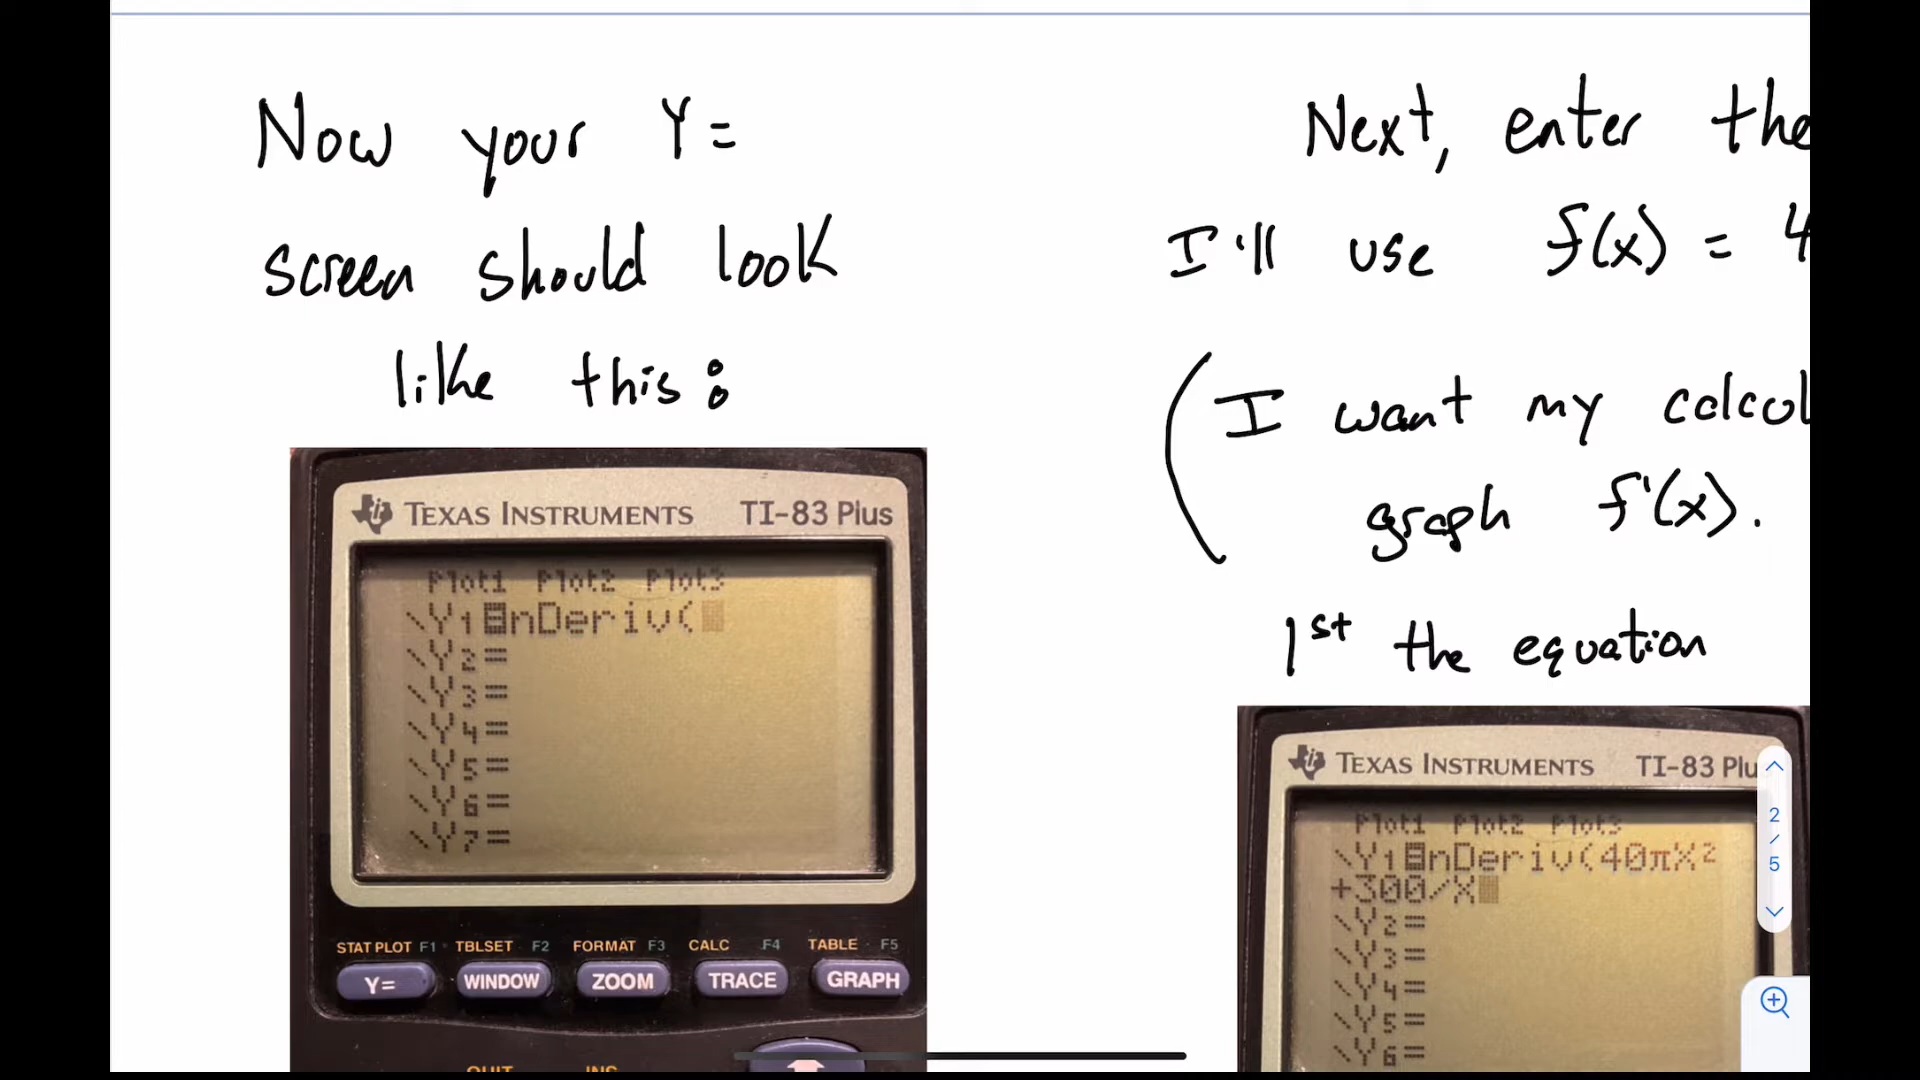 Now your Y=
screen should look
like this:
TEXAS INSTRUMENTS TI-83 Plus
Plot1 Plot2 Plot3
\Y1=nDeriv(
\Y2=
\Y3=
\Y4=
\Y5=
\Y6=
\Y7=
STAT PLOT F1 TBLSET F2 FORMAT F3 CALC F4 TABLE F5
Y= WINDOW ZOOM TRACE GRAPH
QUIT INS
Next, enter the
I'll use f(x) = 4
(I want my calcul
graph f'(x).
1st the equation
TEXAS INSTRUMENTS TI-83 Plu
Plot1 Plot2 Plot3
\Y1=nDeriv(40πX²
+300/X
\Y2=
\Y3=
\Y4=
\Y5=
\Y6=
2
/
5